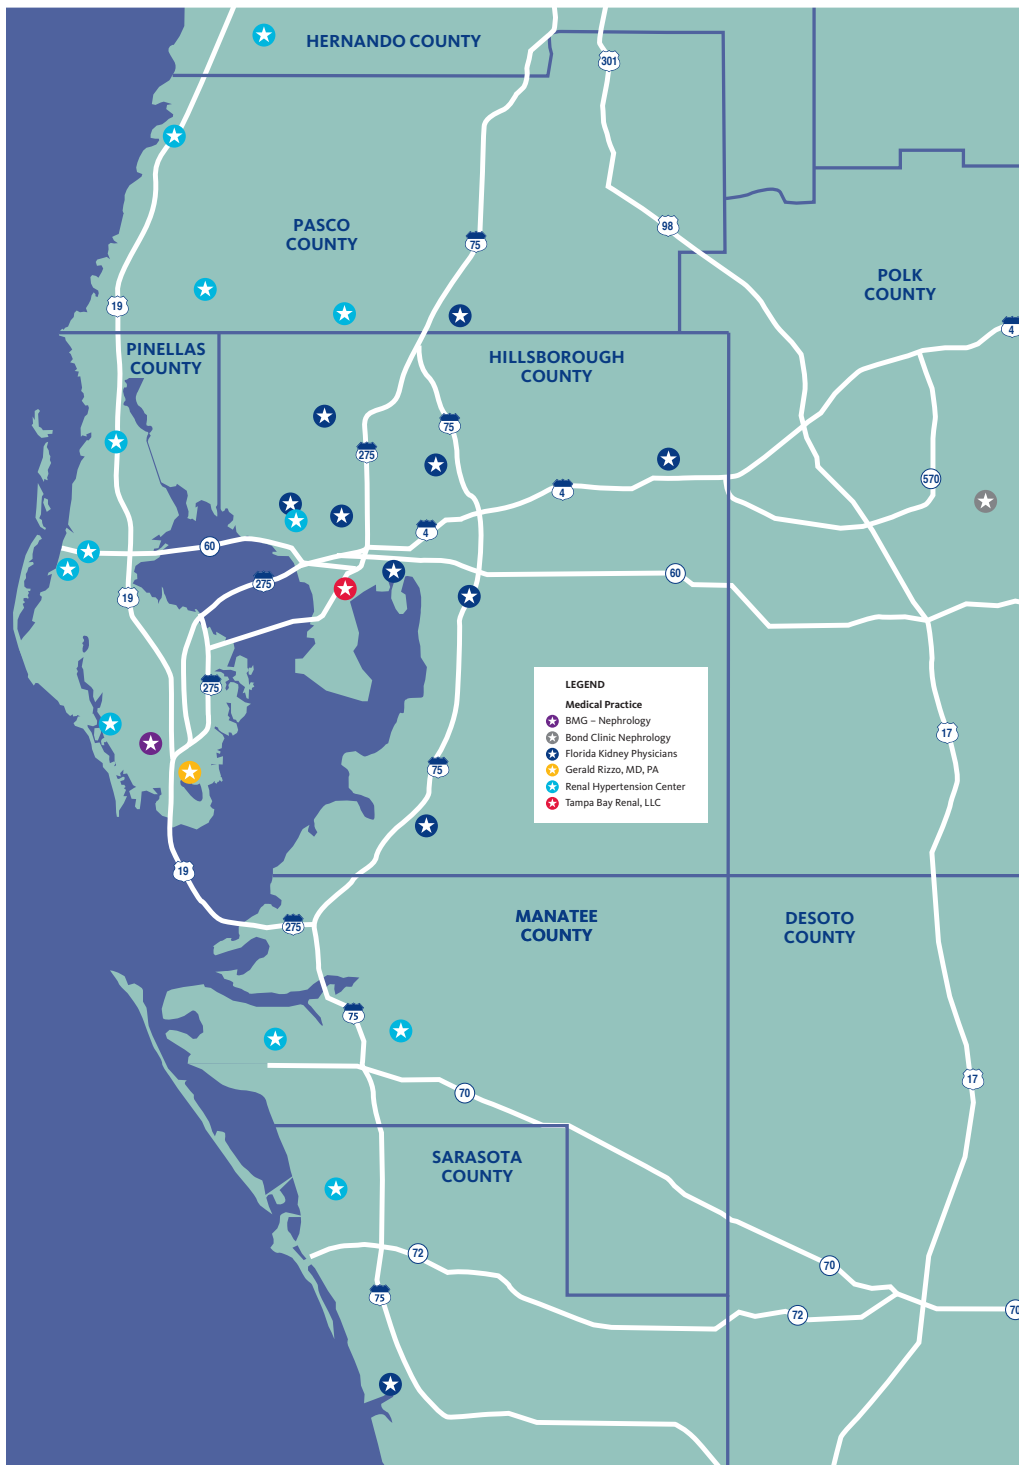 HERNANDO COUNTY
301
PASCO
COUNTY
98
75
POLK
COUNTY
19
4
PINELLAS
COUNTY
HILLSBOROUGH
COUNTY
75
275
570
4
4
60
275
60
19
275
LEGEND
Medical Practice
BMG – Nephrology
Bond Clinic Nephrology
Florida Kidney Physicians
Gerald Rizzo, MD, PA
Renal Hypertension Center
Tampa Bay Renal, LLC
17
75
19
MANATEE
COUNTY
DESOTO
COUNTY
275
75
17
70
SARASOTA
COUNTY
72
70
75
72
70